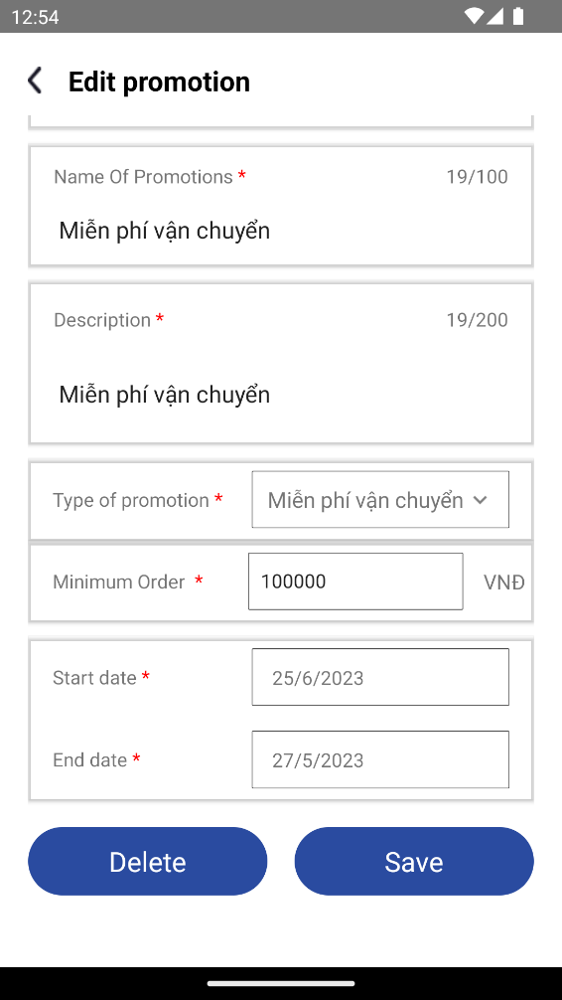 12:54
Edit promotion
Name Of Promotions * 19/100
Miễn phí vận chuyển
Description * 19/200
Miễn phí vận chuyển
Type of promotion * Miễn phí vận chuyển
Minimum Order * 100000 VNĐ
Start date * 25/6/2023
End date * 27/5/2023
Delete Save